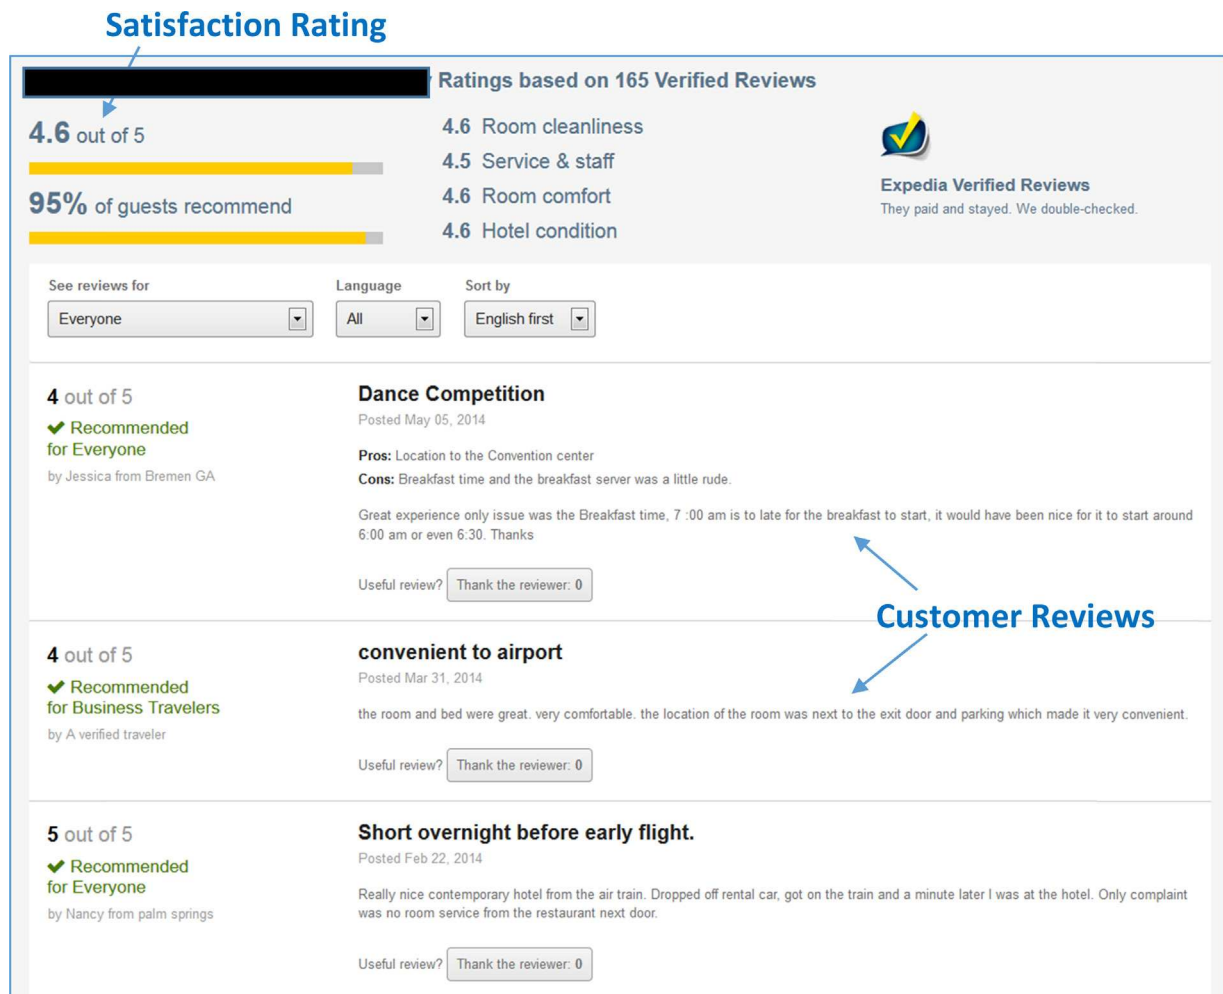 Satisfaction Rating
Ratings based on 165 Verified Reviews
4.6 out of 5
95% of guests recommend
4.6 Room cleanliness
4.5 Service & staff
4.6 Room comfort
4.6 Hotel condition
Expedia Verified Reviews
They paid and stayed. We double-checked.
See reviews for
Everyone
Language
All
Sort by
English first
4 out of 5
Recommended
for Everyone
by Jessica from Bremen GA
Dance Competition
Posted May 05, 2014
Pros: Location to the Convention center
Cons: Breakfast time and the breakfast server was a little rude.
Great experience only issue was the Breakfast time, 7 :00 am is to late for the breakfast to start, it would have been nice for it to start around
6:00 am or even 6:30. Thanks
Useful review? Thank the reviewer: 0
Customer Reviews
4 out of 5
Recommended
for Business Travelers
by A verified traveler
convenient to airport
Posted Mar 31, 2014
the room and bed were great. very comfortable. the location of the room was next to the exit door and parking which made it very convenient.
Useful review? Thank the reviewer: 0
5 out of 5
Recommended
for Everyone
by Nancy from palm springs
Short overnight before early flight.
Posted Feb 22, 2014
Really nice contemporary hotel from the air train. Dropped off rental car, got on the train and a minute later I was at the hotel. Only complaint
was no room service from the restaurant next door.
Useful review? Thank the reviewer: 0